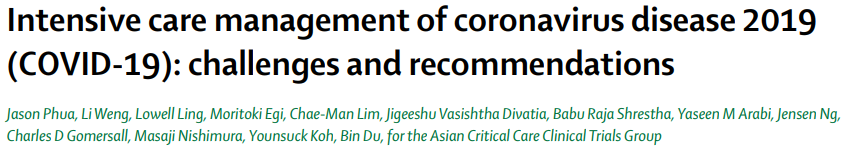 Intensive care management of coronavirus disease 2019
(COVID-19): challenges and recommendations
Jason Phua, Li Weng, Lowell Ling, Moritoki Egi, Chae-Man Lim, Jigeeshu Vasishtha Divatia, Babu Raja Shrestha, Yaseen M Arabi, Jensen Ng,
Charles D Gomersall, Masaji Nishimura, Younsuck Koh, Bin Du, for the Asian Critical Care Clinical Trials Group